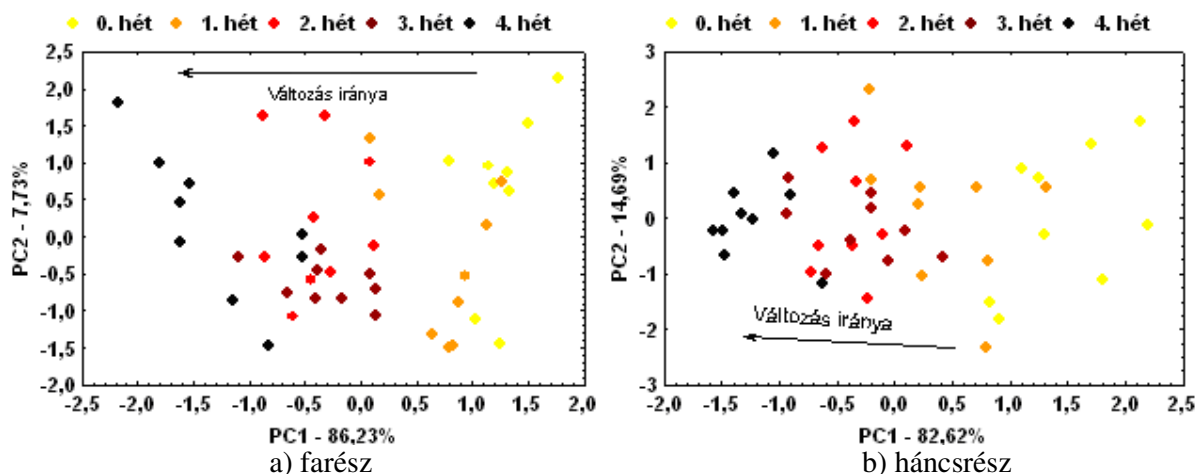 0. hét 1. hét 2. hét 3. hét 4. hét
2,5
2,0
1,5
1,0
0,5
0,0
-0,5
-1,0
-1,5
-2,0
PC2 - 7,73%
Változás iránya
-2,5 -2,0 -1,5 -1,0 -0,5 0,0 0,5 1,0 1,5 2,0
PC1 - 86,23%
a) farész
0. hét 1. hét 2. hét 3. hét 4. hét
3
2
1
0
-1
-2
-3
PC2 - 14,69%
Változás iránya
-2,0 -1,5 -1,0 -0,5 0,0 0,5 1,0 1,5 2,0 2,5
PC1 - 82,62%
b) háncsrész